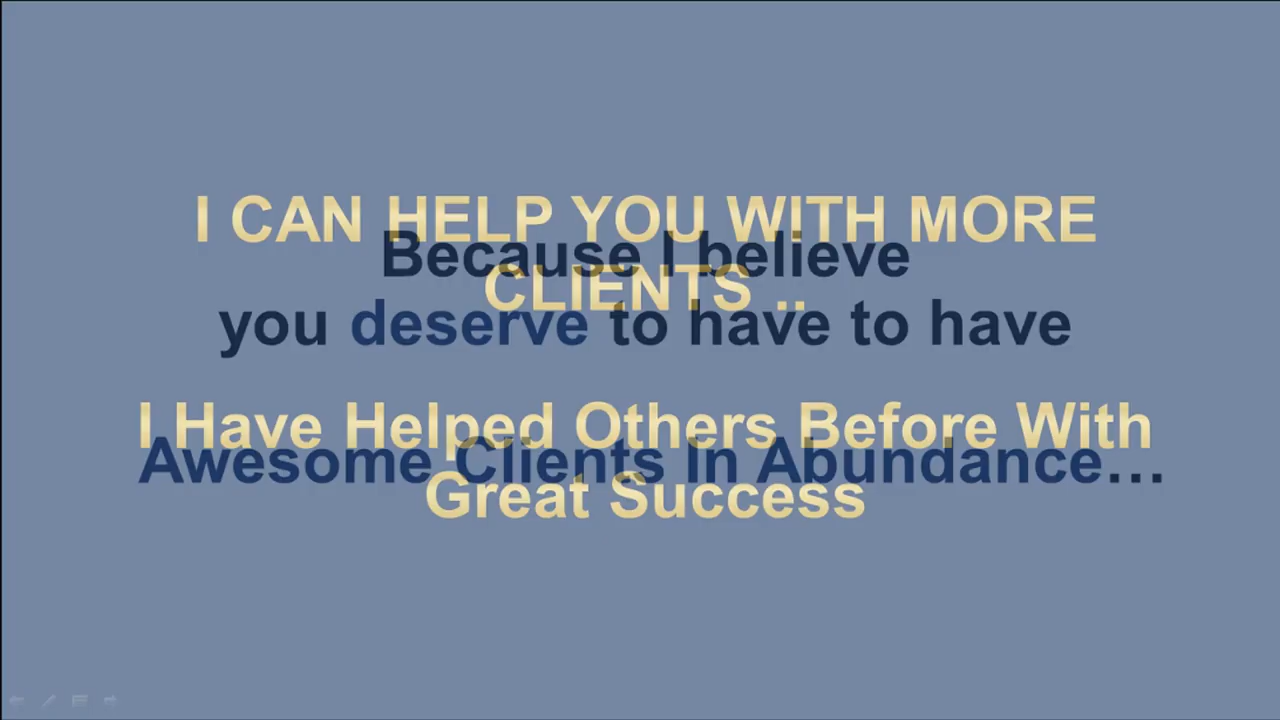 I CAN HELP YOU WITH MORE
CLIENTS ..
I Have Helped Others Before With
Great Success
Because I believe
you deserve to have to have
Awesome Clients In Abundance…